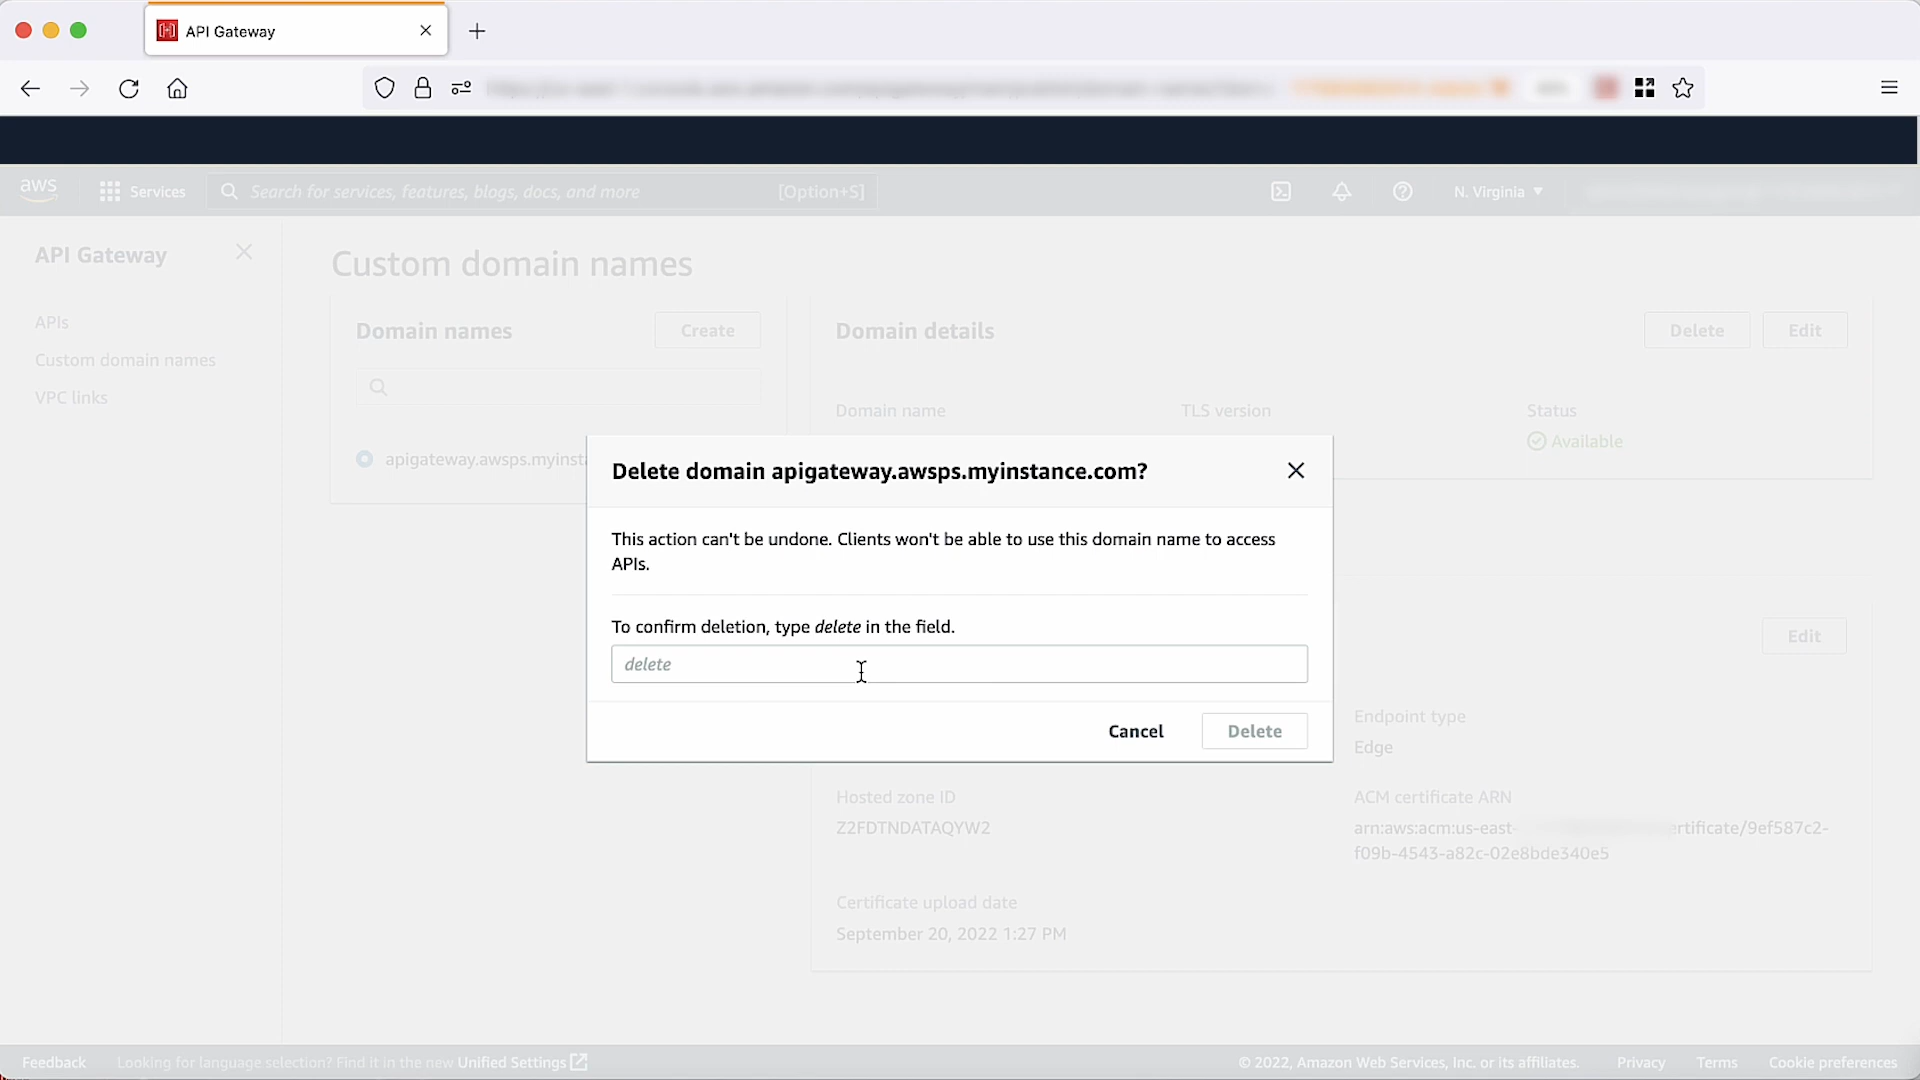 API Gateway
aws
Services
Search for services, features, blogs, docs, and more
[Option+S]
N. Virginia
API Gateway
APIs
Custom domain names
VPC links
Custom domain names
Domain names
Create
apigateway.awsps.myinsta
Domain details
Delete
Edit
Domain name
TLS version
Status
Available
Delete domain apigateway.awsps.myinstance.com?
This action can't be undone. Clients won't be able to use this domain name to access
APIs.
To confirm deletion, type delete in the field.
delete
Cancel
Delete
Edit
Endpoint type
Edge
Hosted zone ID
Z2FDTNDATAQYW2
ACM certificate ARN
arn:aws:acm:us-east- ertificate/9ef587c2-
f09b-4543-a82c-02e8bde340e5
Certificate upload date
September 20, 2022 1:27 PM
Feedback
Looking for language selection? Find it in the new Unified Settings
© 2022, Amazon Web Services, Inc. or its affiliates.
Privacy
Terms
Cookie preferences